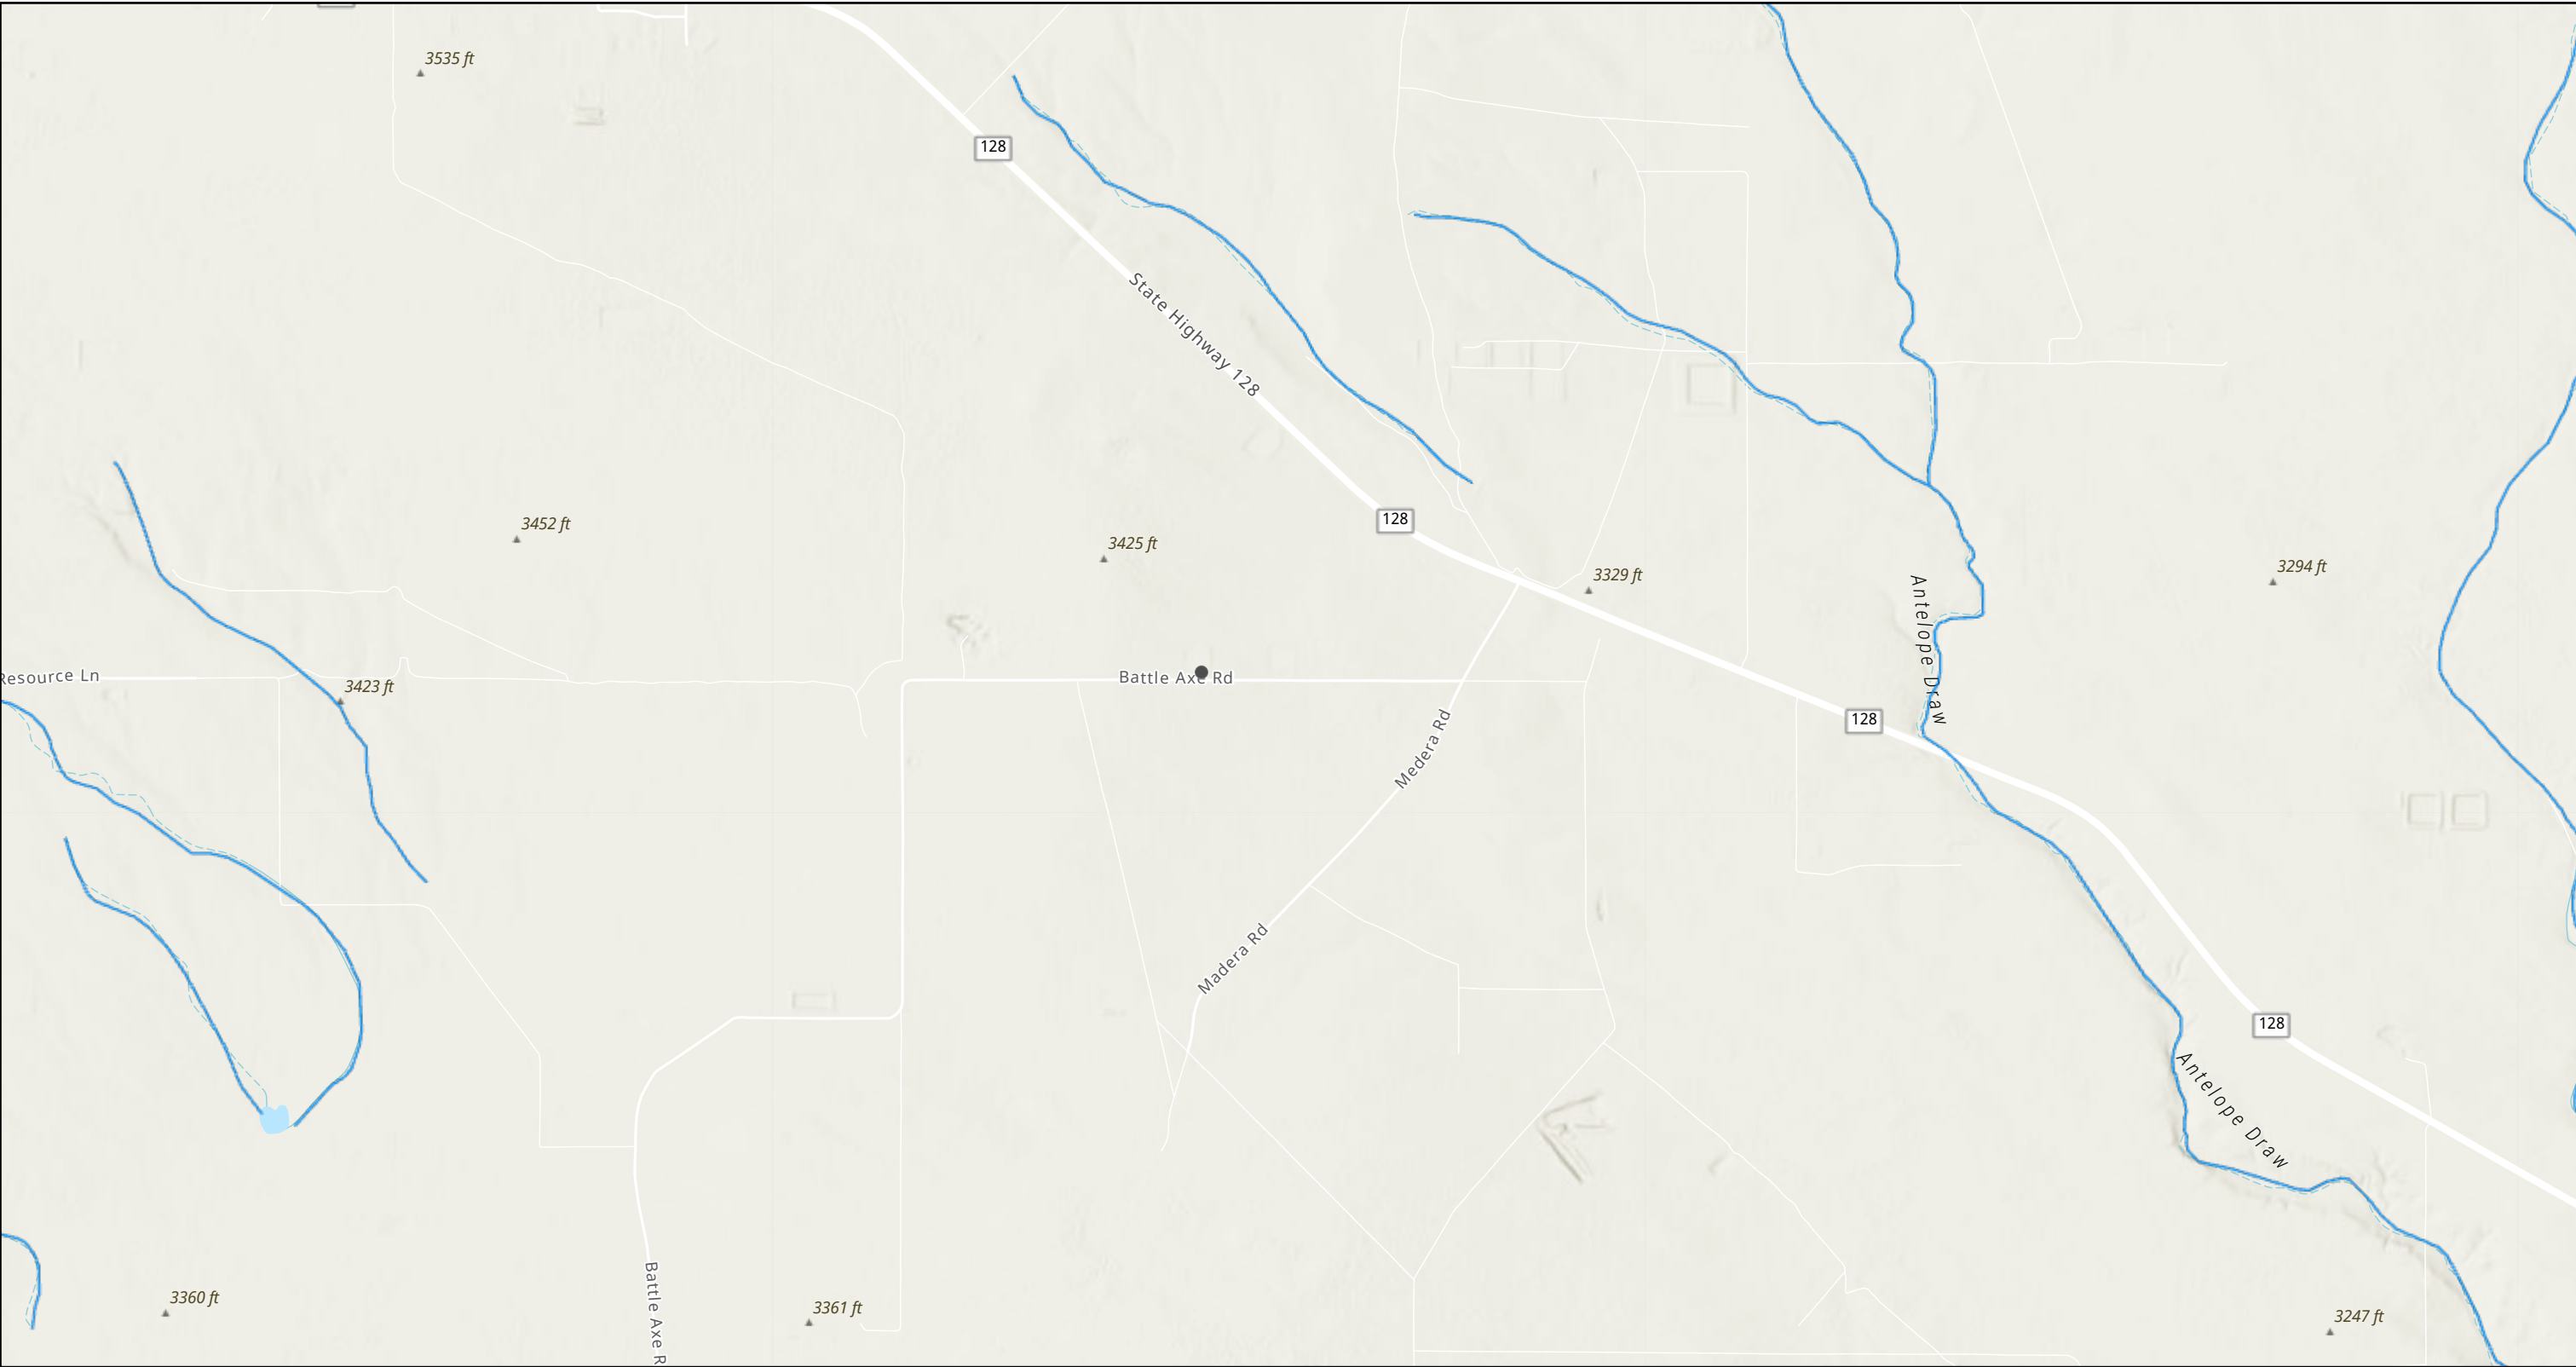 3535 ft
128
State Highway 128
3452 ft
128
3425 ft
3329 ft
3294 ft
Antelope Draw
Resource Ln
3423 ft
Battle Axe Rd
128
Medera Rd
Madera Rd
128
Antelope Draw
Battle Axe R
3360 ft
3361 ft
3247 ft